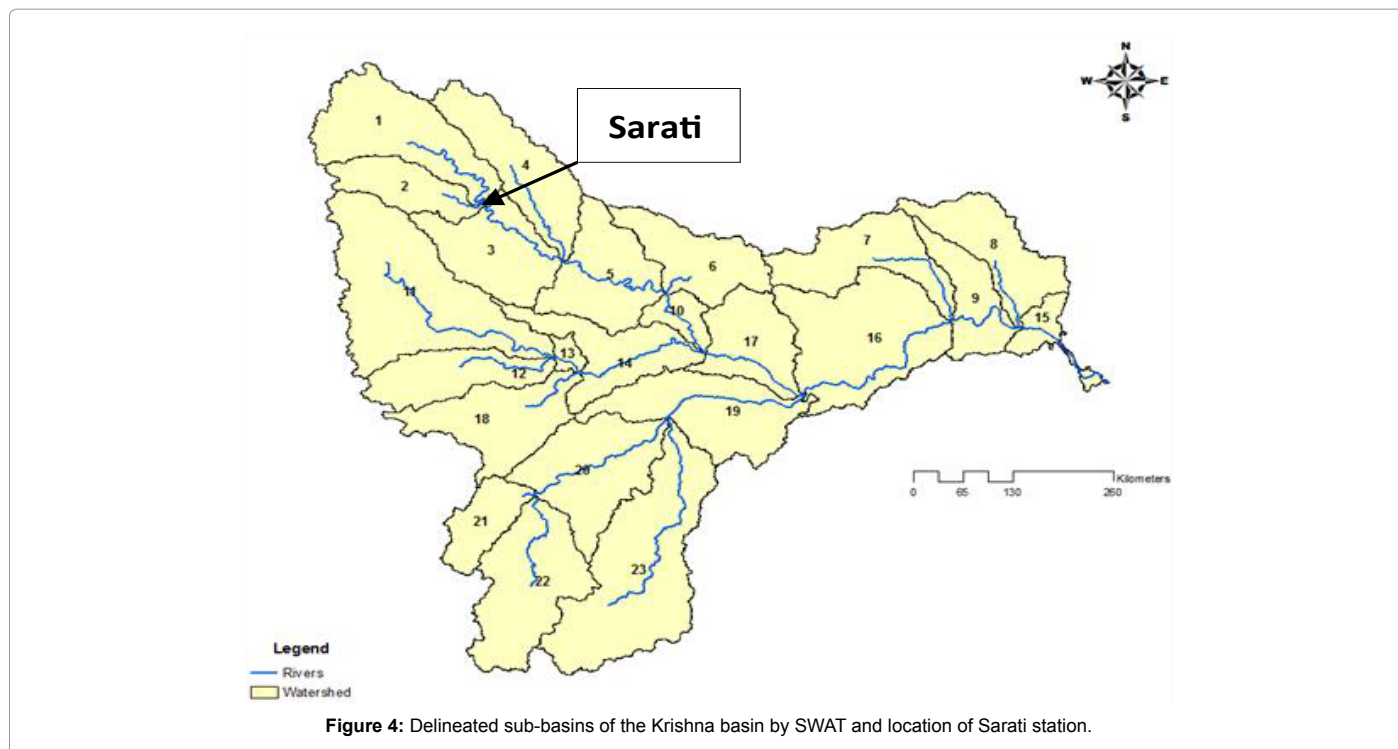 N
W E
S
Sarati
1
4
2
3
7
8
5
6
11
9
10
15
17
16
13
14
12
18
19
20
21
22
23
Kilometers
0 65 130 260
Legend
Rivers
Watershed
Figure 4: Delineated sub-basins of the Krishna basin by SWAT and location of Sarati station.